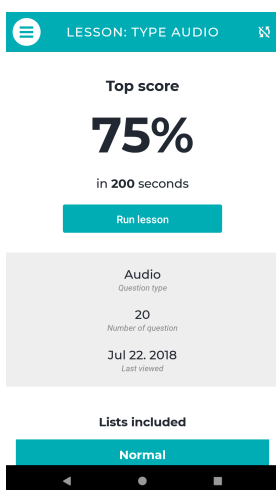 LESSON: TYPE AUDIO
Top score
75%
in 200 seconds
Run lesson
Audio
Question type
20
Number of question
Jul 22. 2018
Last viewed
Lists included
Normal